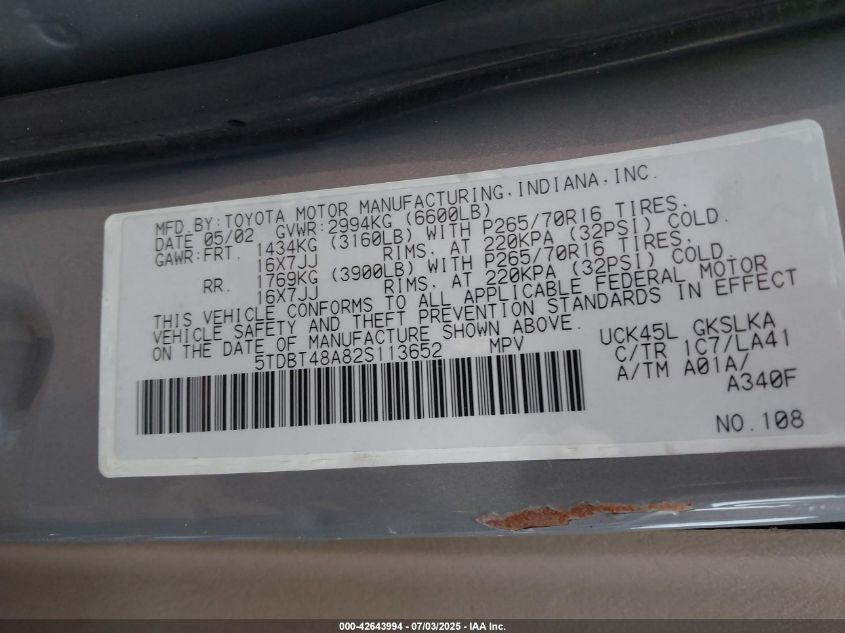 MFD.BY:TOYOTA MOTOR MANUFACTURING,INDIANA,INC.
DATE 05/02 GVWR:2994KG (6600LB)
GAWR:FRT. 1434KG (3160LB) WITH P265/70R16 TIRES.
16X7JJ RIMS. AT 220KPA (32PSI) COLD.
RR. 1769KG (3900LB) WITH P265/70R16 TIRES.
16X7JJ RIMS. AT 220KPA (32PSI) COLD.
THIS VEHICLE CONFORMS TO ALL APPLICABLE FEDERAL MOTOR
VEHICLE SAFETY AND THEFT PREVENTION STANDARDS IN EFFECT
ON THE DATE OF MANUFACTURE SHOWN ABOVE.
5TDBT48A82S113652 MPV
UCK45L GKSLKA
C/TR 1C7/LA41
A/TM A01A/
A340F
NO.108
000-42643994 - 07/03/2025 - IAA Inc.